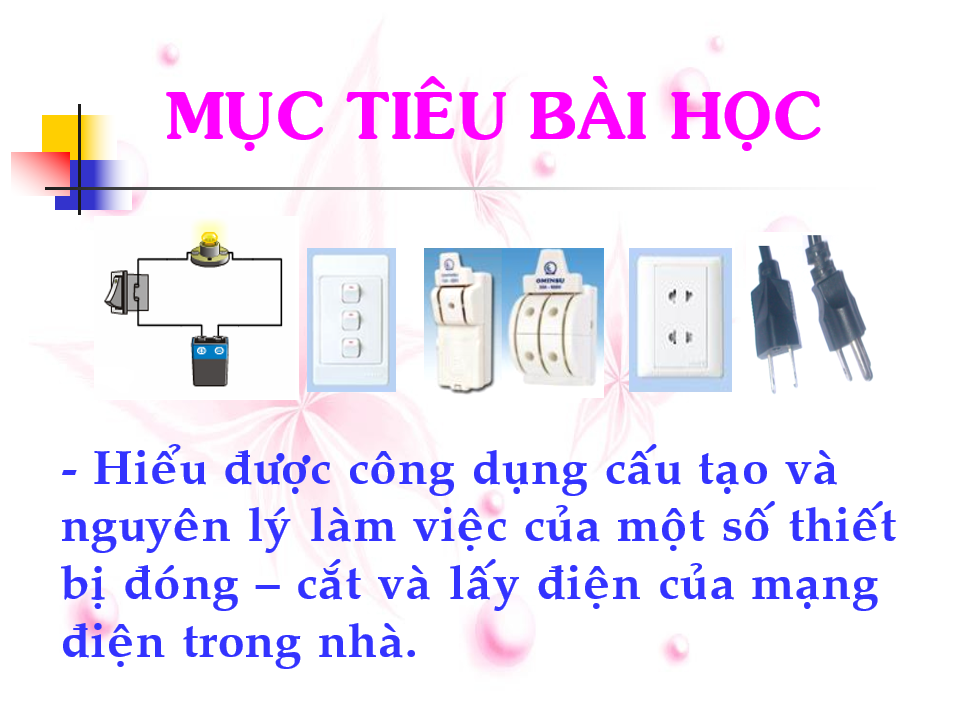 MỤC TIÊU BÀI HỌC
OMINSU
- Hiểu được công dụng cấu tạo và
nguyên lý làm việc của một số thiết
bị đóng – cắt và lấy điện của mạng
điện trong nhà.